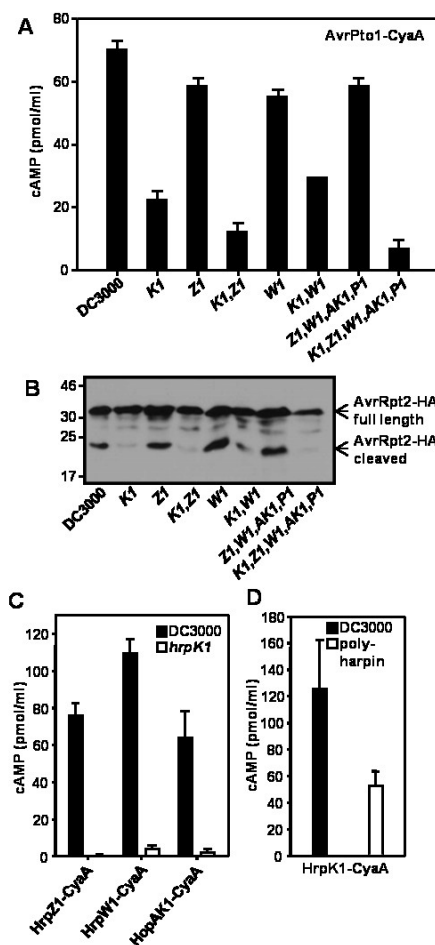 A
AvrPto1-CyaA
cAMP (pmol/ml)
80
60
40
20
0
DC3000
K1
Z1
K1,Z1
W1
K1,W1
Z1,W1,AK1,P1
K1,Z1,W1,AK1,P1
B
46
30
25
17
AvrRpt2-HA
full length
AvrRpt2-HA
cleaved
DC3000
K1
Z1
K1,Z1
W1
K1,W1
Z1,W1,AK1,P1
K1,Z1,W1,AK1,P1
C
DC3000
hrpK1
cAMP (pmol/ml)
120
100
80
60
40
20
0
HrpZ1-CyaA
HrpW1-CyaA
HopAK1-CyaA
D
DC3000
poly-
harpin
cAMP (pmol/ml)
180
160
140
120
100
80
60
40
20
0
HrpK1-CyaA